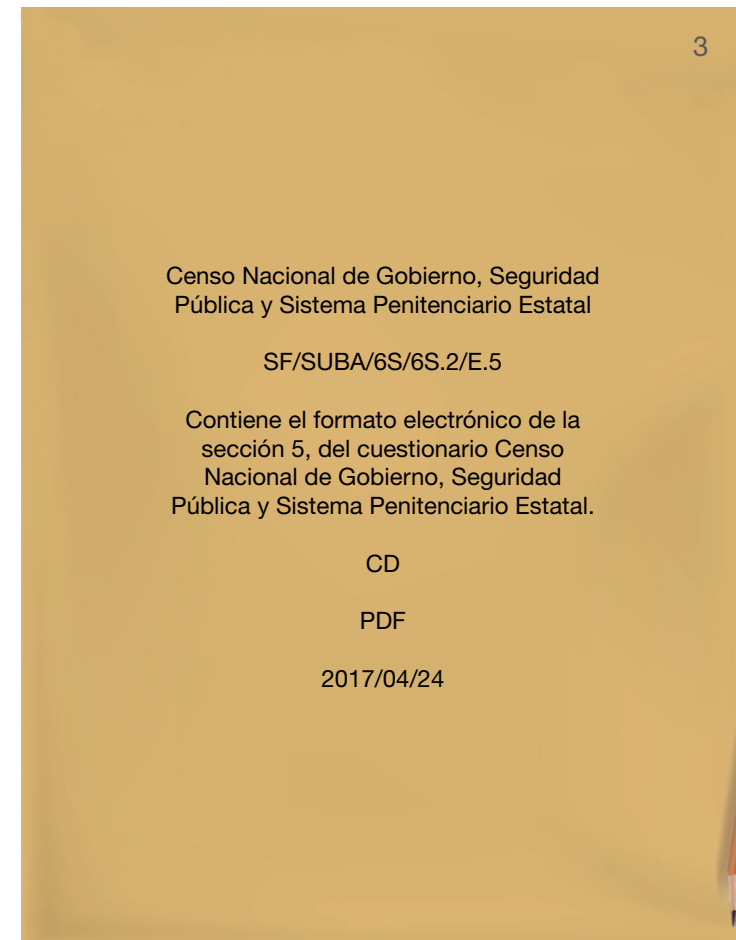 3
Censo Nacional de Gobierno, Seguridad
Pública y Sistema Penitenciario Estatal
SF/SUBA/6S/6S.2/E.5
Contiene el formato electrónico de la
sección 5, del cuestionario Censo
Nacional de Gobierno, Seguridad
Pública y Sistema Penitenciario Estatal.
CD
PDF
2017/04/24